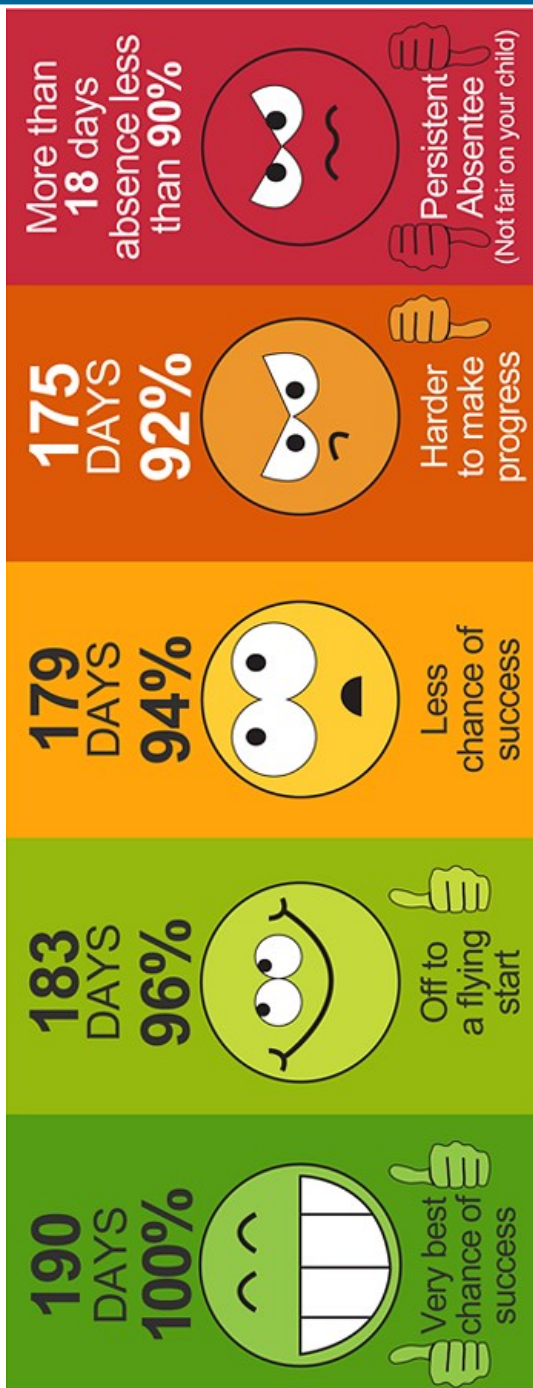 190
DAYS
100%
Very best
chance of
success
183
DAYS
96%
Off to
a flying
start
179
DAYS
94%
Less
chance of
success
175
DAYS
92%
Harder
to make
progress
More than
18 days
absence less
than 90%
Persistent
Absentee
(Not fair on your child)